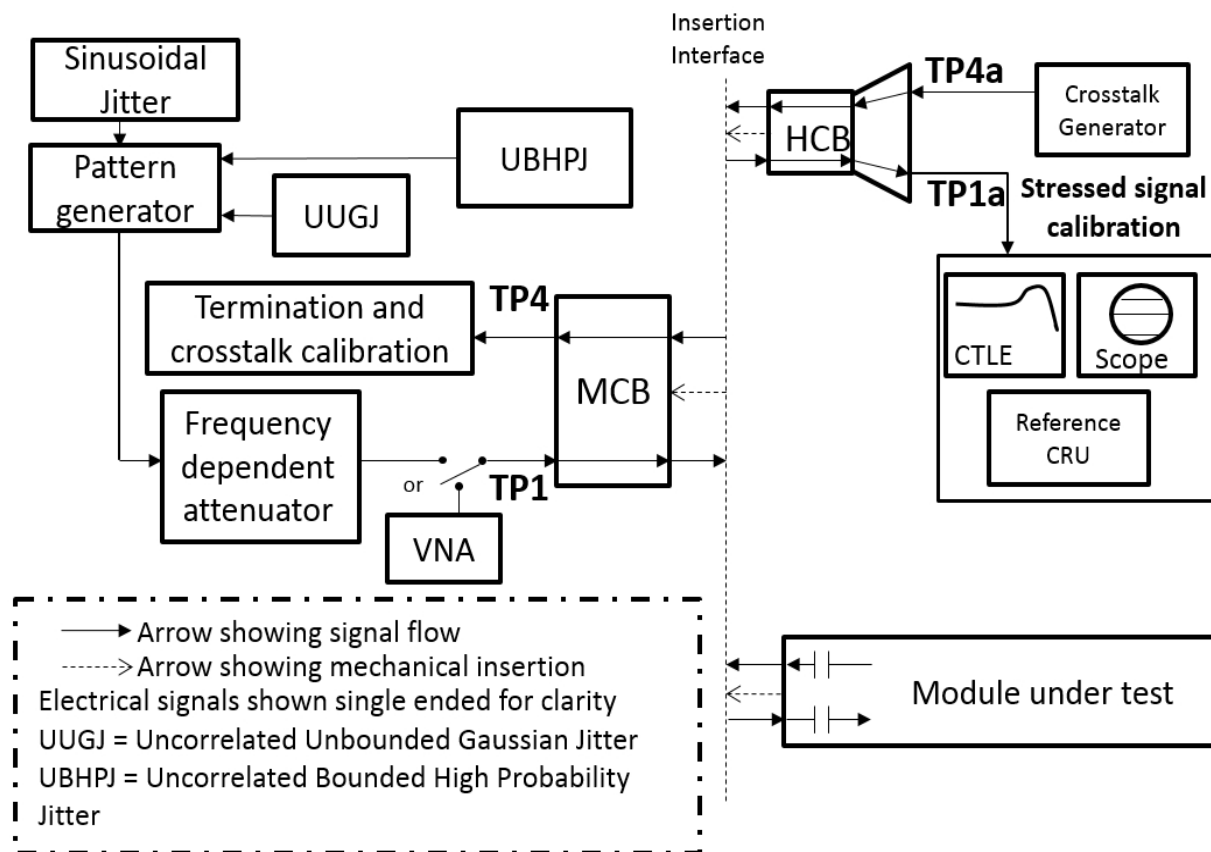 Sinusoidal
Jitter
Pattern
generator
UBHPJ
UUGJ
Termination and
crosstalk calibration
TP4
MCB
Frequency
dependent
attenuator
or
TP1
VNA
Insertion
Interface
HCB
TP4a
Crosstalk
Generator
TP1a
Stressed signal
calibration
CTLE
Scope
Reference
CRU
Module under test
Arrow showing signal flow
Arrow showing mechanical insertion
Electrical signals shown single ended for clarity
UUGJ = Uncorrelated Unbounded Gaussian Jitter
UBHPJ = Uncorrelated Bounded High Probability
Jitter